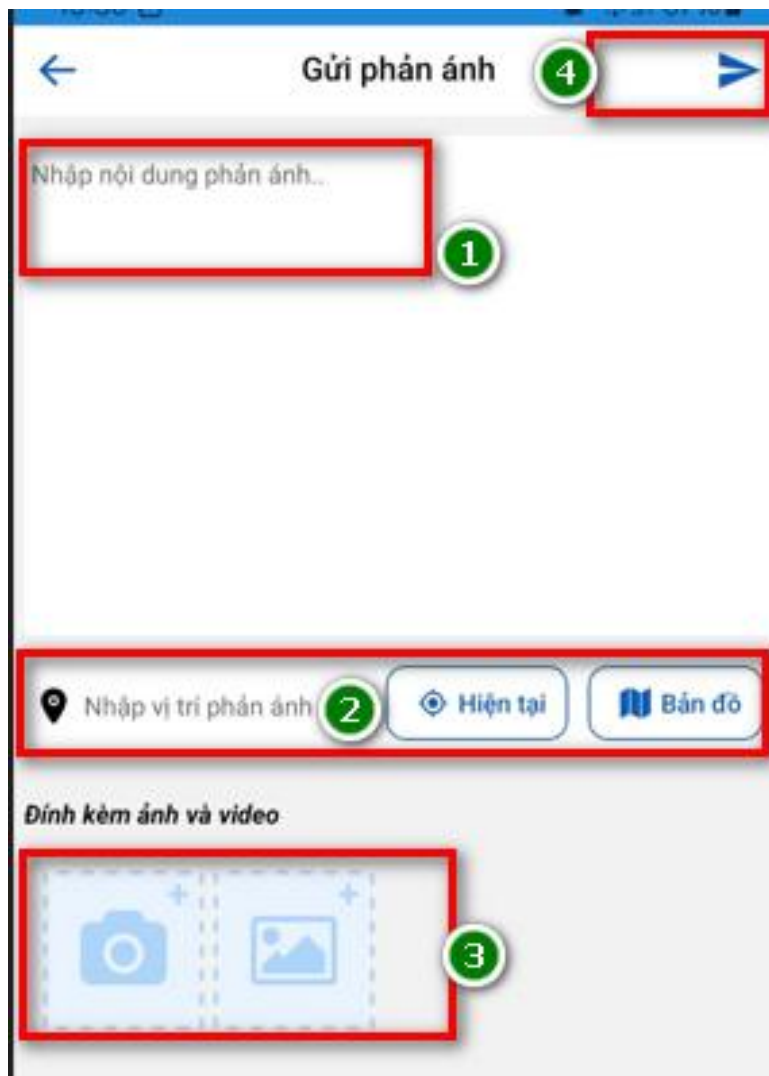 Gửi phản ánh 4
Nhập nội dung phản ánh..
1
Nhập vị trí phản ánh 2 Hiện tại Bản đồ
Đính kèm ảnh và video
3